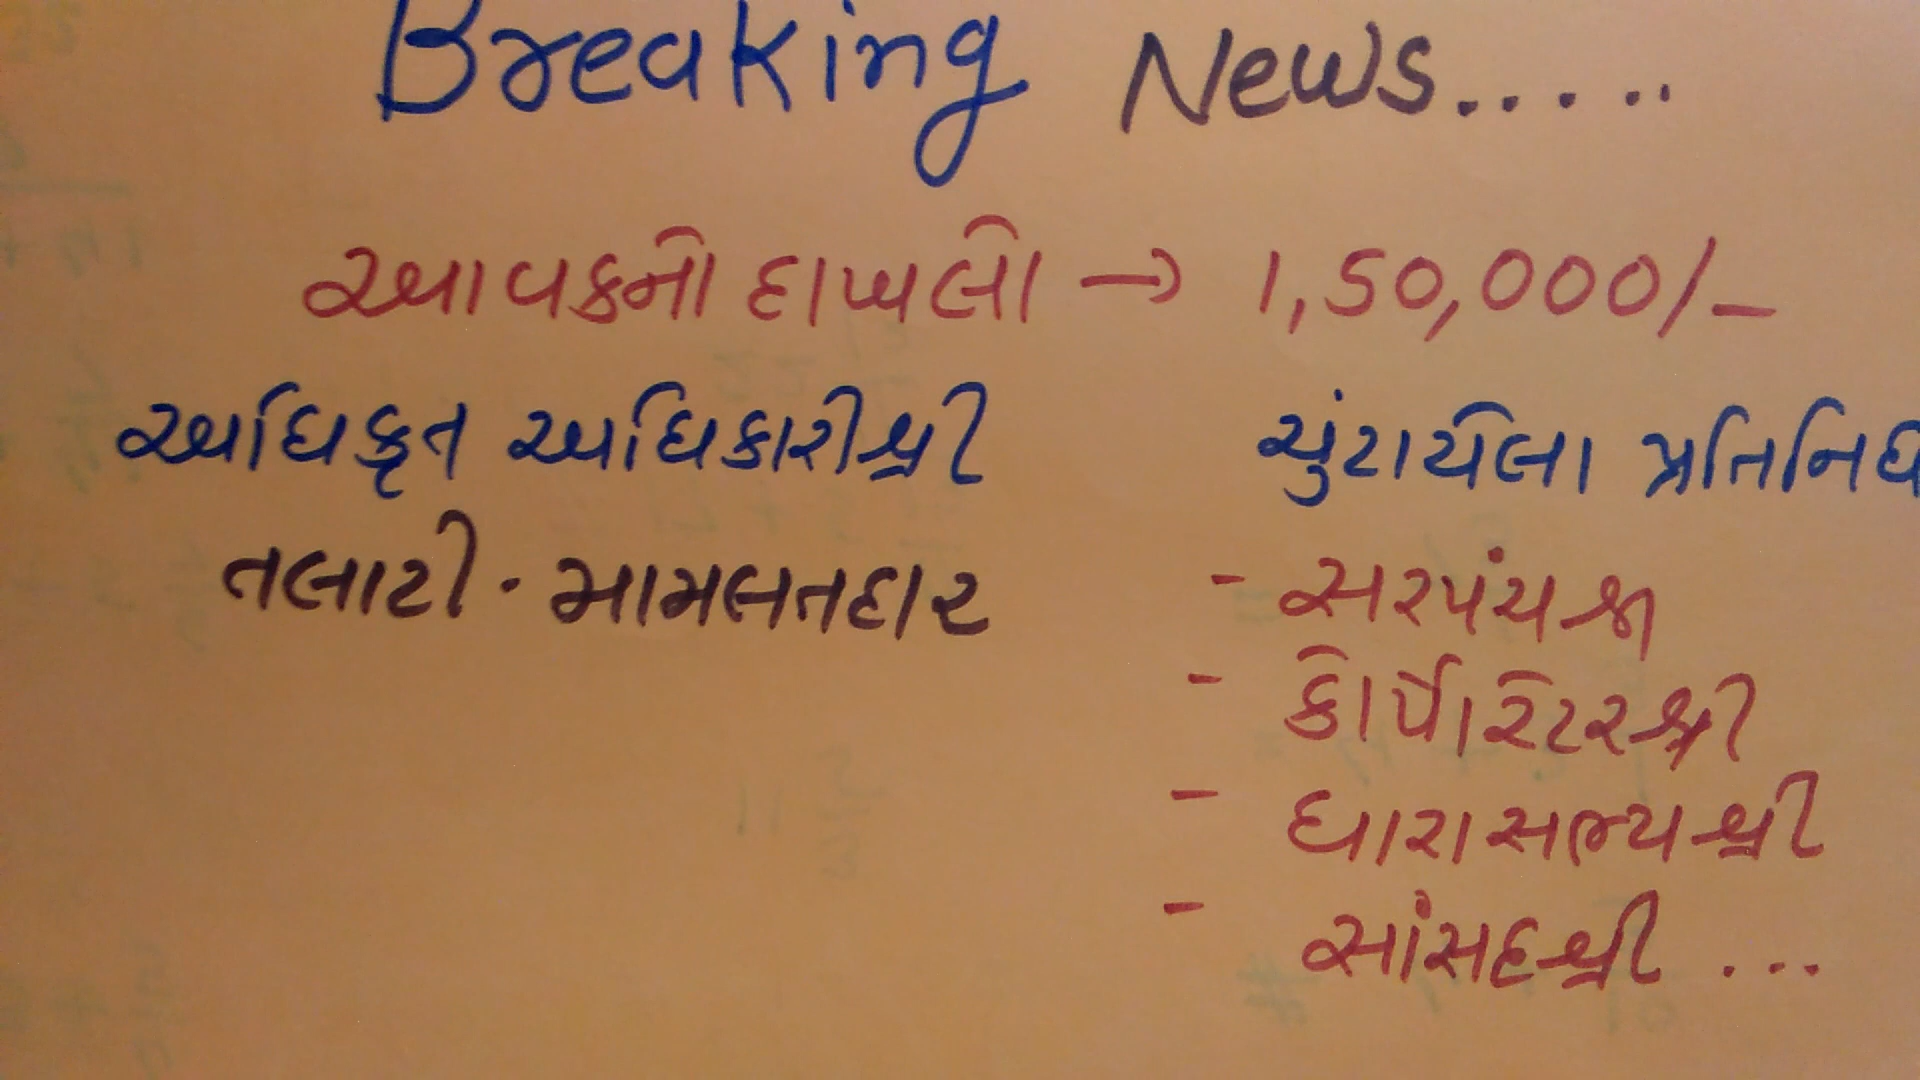 Breaking News.....
આવકનો દાખલો → 1,50,000/-
અધિકૃત અધિકારીશ્રી
તલાટી · મામલતદાર
ચુંટાયેલા પ્રતિનિધિ
- સરપંચશ્રી
- કોર્પોરેટરશ્રી
- ધારાસભ્યશ્રી
- સાંસદશ્રી ...